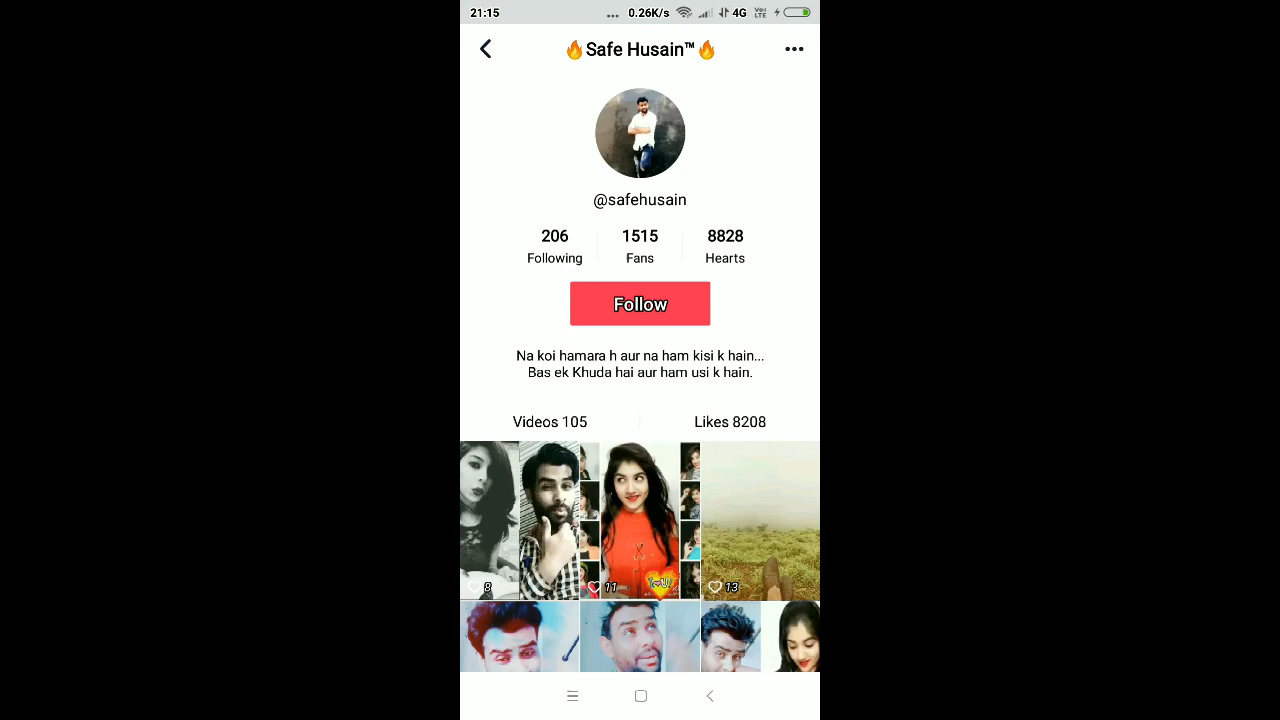 21:15 ... 0.26K/s 4G Vo) LTE
🔥Safe Husain™🔥
@safehusain
206 1515 8828
Following Fans Hearts
Follow
Na koi hamara h aur na ham kisi k hain...
Bas ek Khuda hai aur ham usi k hain.
Videos 105 Likes 8208
8 11 13